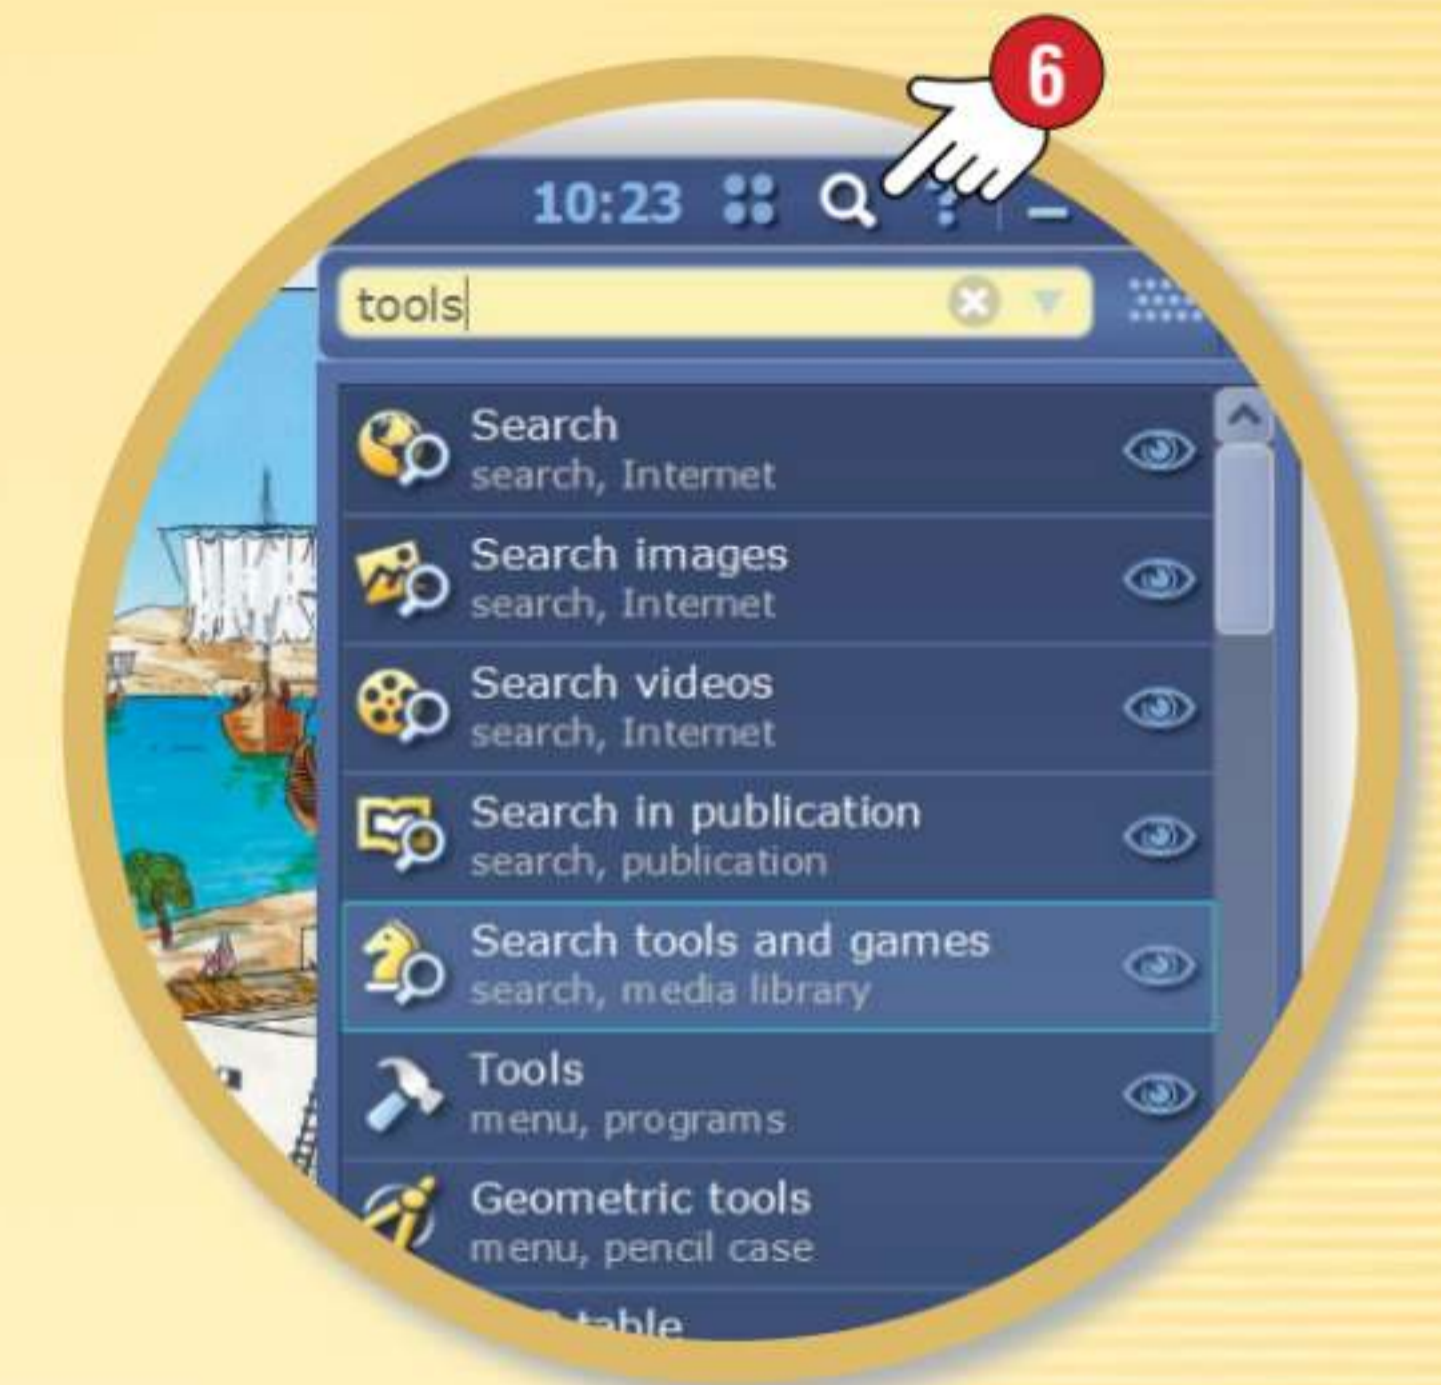 6
10:23 ?
tools
Search
search, Internet
Search images
search, Internet
Search videos
search, Internet
Search in publication
search, publication
Search tools and games
search, media library
Tools
menu, programs
Geometric tools
menu, pencil case
table